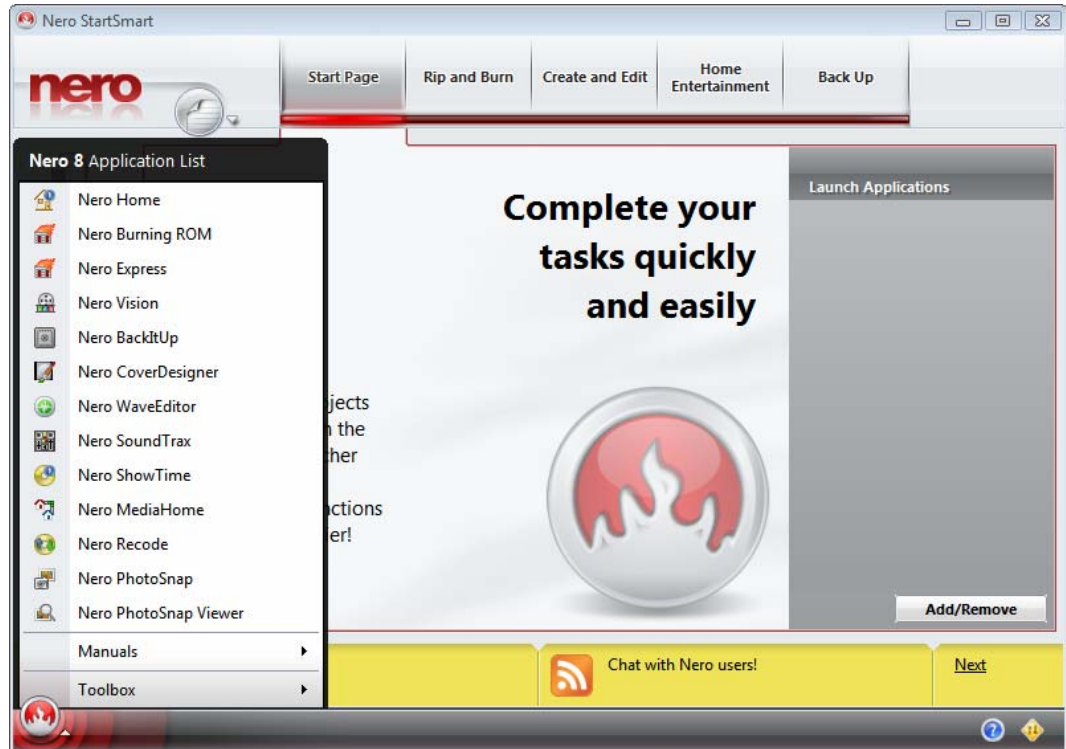 Nero StartSmart
nero
Start Page
Rip and Burn
Create and Edit
Home
Entertainment
Back Up
Nero 8 Application List
Nero Home
Nero Burning ROM
Nero Express
Nero Vision
Nero BackItUp
Nero CoverDesigner
Nero WaveEditor
Nero SoundTrax
Nero ShowTime
Nero MediaHome
Nero Recode
Nero PhotoSnap
Nero PhotoSnap Viewer
Manuals
Toolbox
Complete your
tasks quickly
and easily
jects
n the
ther
nctions
ier!
Launch Applications
Add/Remove
Chat with Nero users!
Next